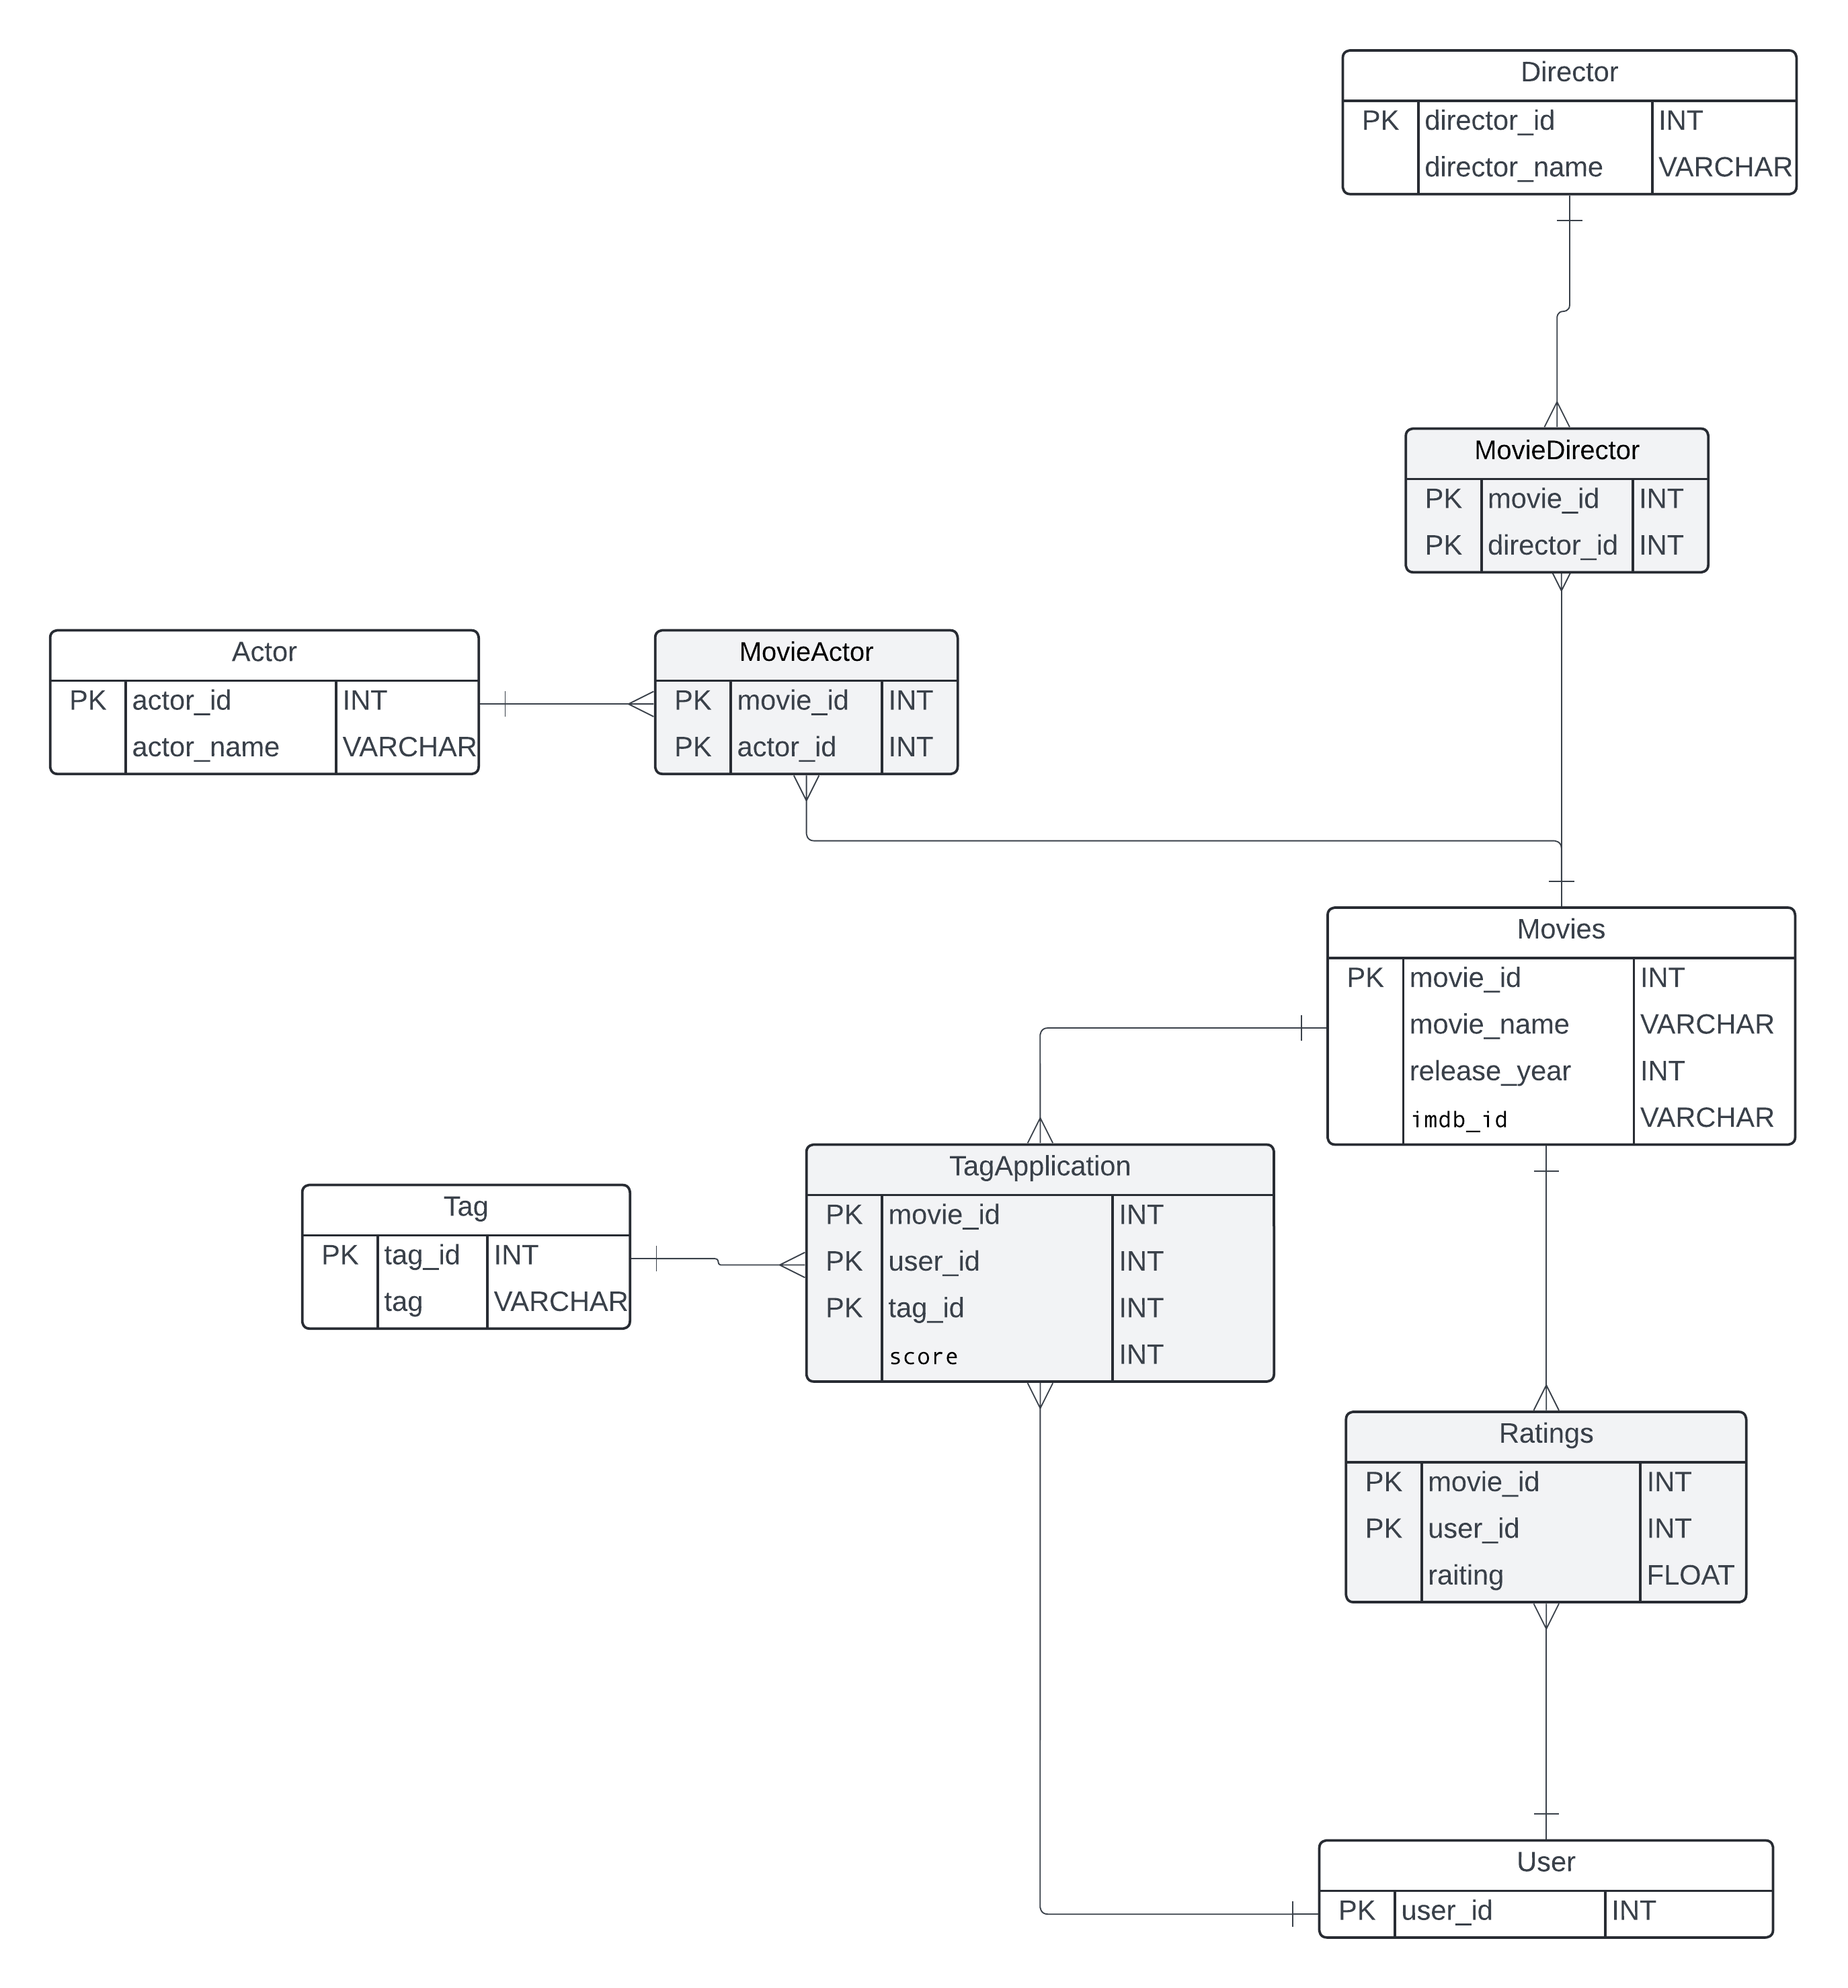 Director
PK director_id INT
director_name VARCHAR
MovieDirector
PK movie_id INT
PK director_id INT
Actor
PK actor_id INT
actor_name VARCHAR
MovieActor
PK movie_id INT
PK actor_id INT
Movies
PK movie_id INT
movie_name VARCHAR
release_year INT
imdb_id VARCHAR
TagApplication
PK movie_id INT
PK user_id INT
PK tag_id INT
score INT
Tag
PK tag_id INT
tag VARCHAR
Ratings
PK movie_id INT
PK user_id INT
raiting FLOAT
User
PK user_id INT